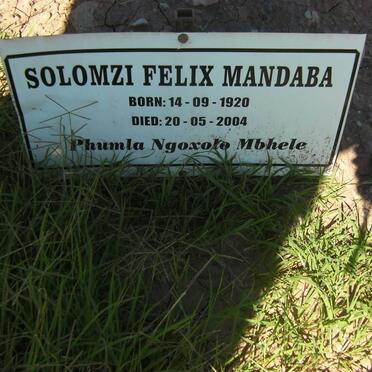 SOLOMZI FELIX MANDABA
BORN: 14 - 09 - 1920
DIED: 20 - 05 - 2004
Phumla Ngoxolo Mbhele